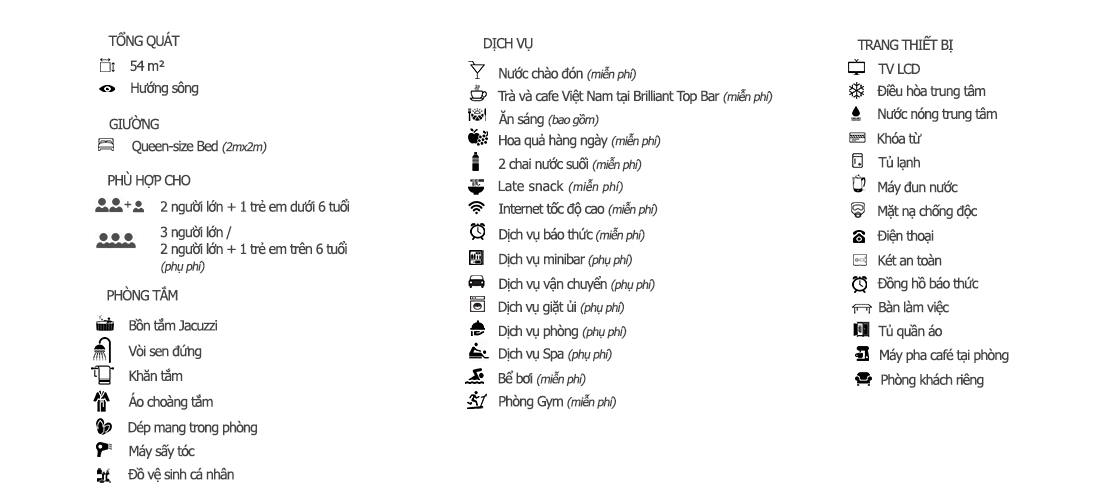 TỔNG QUÁT
54 m²
Hướng sông
GIƯỜNG
Queen-size Bed (2mx2m)
PHÙ HỢP CHO
+
2 người lớn + 1 trẻ em dưới 6 tuổi
3 người lớn /
2 người lớn + 1 trẻ em trên 6 tuổi
(phụ phí)
PHÒNG TẮM
Bồn tắm Jacuzzi
Vòi sen đứng
Khăn tắm
Áo choàng tắm
Dép mang trong phòng
Máy sấy tóc
Đồ vệ sinh cá nhân
DỊCH VỤ
Nước chào đón (miễn phí)
Trà và cafe Việt Nam tại Brilliant Top Bar (miễn phí)
Ăn sáng (bao gồm)
Hoa quả hàng ngày (miễn phí)
2 chai nước suối (miễn phí)
Late snack (miễn phí)
Internet tốc độ cao (miễn phí)
Dịch vụ báo thức (miễn phí)
Dịch vụ minibar (phụ phí)
Dịch vụ vận chuyển (phụ phí)
Dịch vụ giặt ủi (phụ phí)
Dịch vụ phòng (phụ phí)
Dịch vụ Spa (phụ phí)
Bể bơi (miễn phí)
Phòng Gym (miễn phí)
TRANG THIẾT BỊ
TV LCD
Điều hòa trung tâm
Nước nóng trung tâm
Khóa từ
Tủ lạnh
Máy đun nước
Mặt nạ chống độc
Điện thoại
Két an toàn
Đồng hồ báo thức
Bàn làm việc
Tủ quần áo
Máy pha café tại phòng
Phòng khách riêng